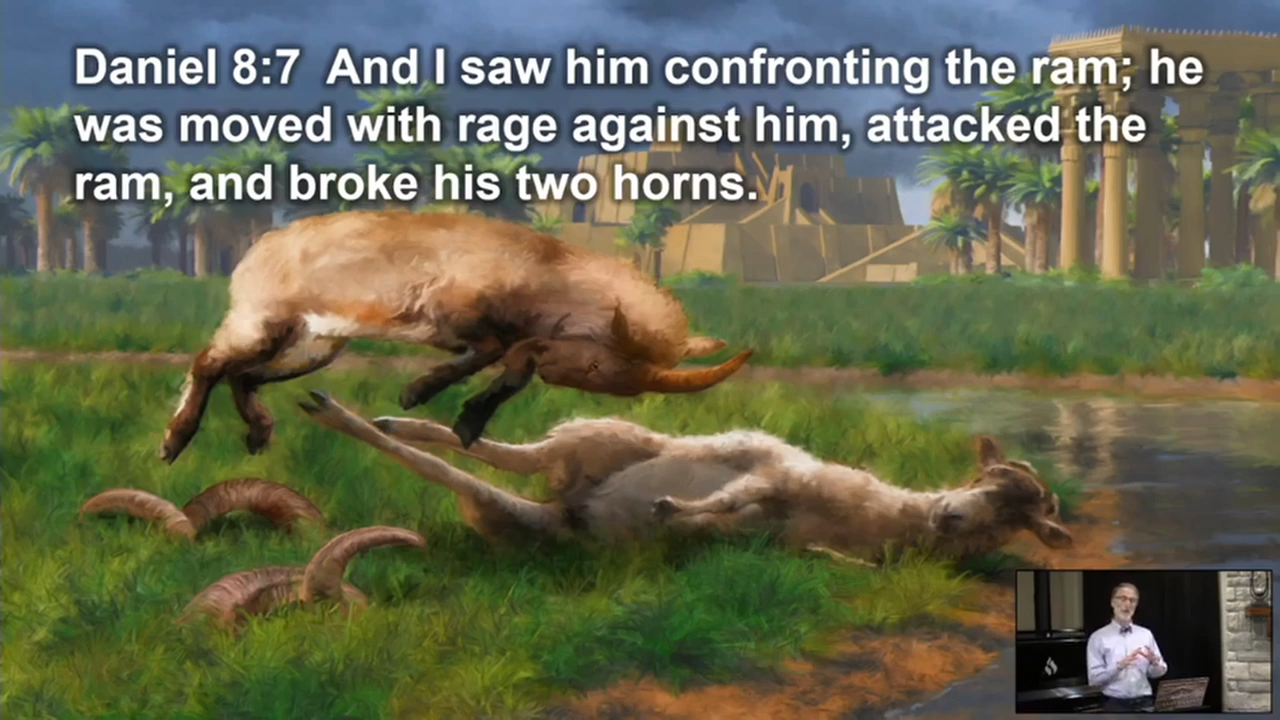 Daniel 8:7  And I saw him confronting the ram; he
was moved with rage against him, attacked the
ram, and broke his two horns.